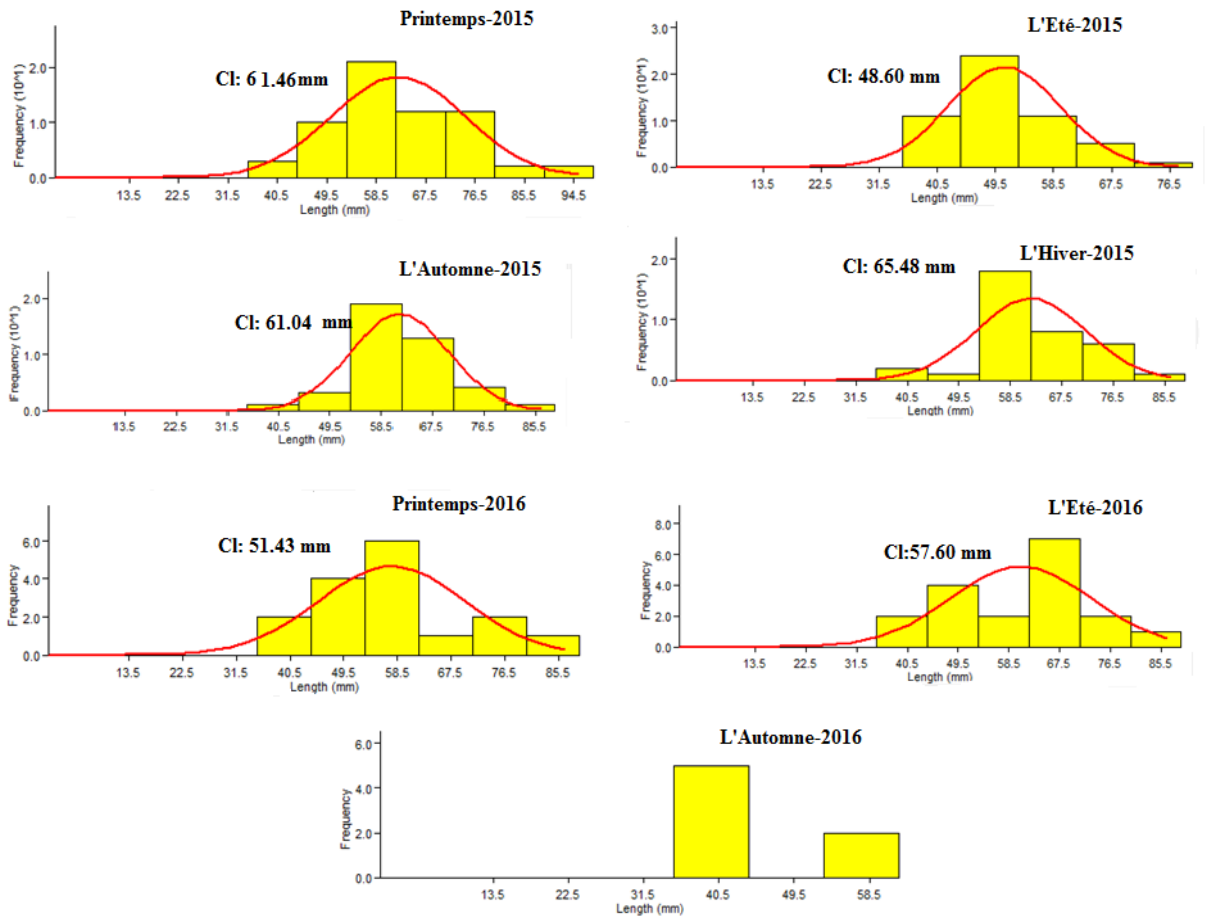 Printemps-2015
Cl: 6 1.46 mm
Frequency (10^1)
2.0
1.0
0.0
13.5 22.5 31.5 40.5 49.5 58.5 67.5 76.5 85.5 94.5
Length (mm)
L'Eté-2015
Cl: 48.60 mm
Frequency (10^1)
3.0
2.0
1.0
0.0
13.5 22.5 31.5 40.5 49.5 58.5 67.5 76.5
Length (mm)
L'Automne-2015
Cl: 61.04 mm
Frequency (10^1)
2.0
1.0
0.0
13.5 22.5 31.5 40.5 49.5 58.5 67.5 76.5 85.5
Length (mm)
L'Hiver-2015
Cl: 65.48 mm
Frequency (10^1)
2.0
1.0
0.0
13.5 22.5 31.5 40.5 49.5 58.5 67.5 76.5 85.5
Length (mm)
Printemps-2016
Cl: 51.43 mm
Frequency
6.0
4.0
2.0
0.0
13.5 22.5 31.5 40.5 49.5 58.5 67.5 76.5 85.5
Length (mm)
L'Eté-2016
Cl:57.60 mm
Frequency
8.0
6.0
4.0
2.0
0.0
13.5 22.5 31.5 40.5 49.5 58.5 67.5 76.5 85.5
Length (mm)
L'Automne-2016
Frequency
6.0
4.0
2.0
0.0
13.5 22.5 31.5 40.5 49.5 58.5
Length (mm)